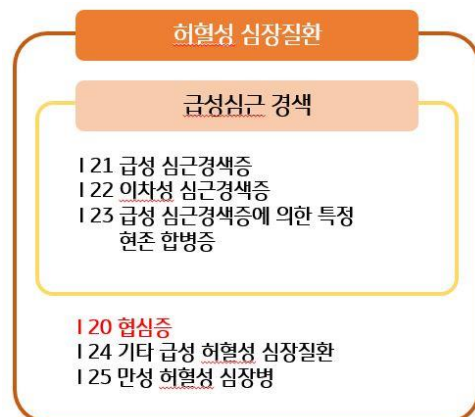 허혈성 심장질환
급성심근 경색
I 21 급성 심근경색증
I 22 이차성 심근경색증
I 23 급성 심근경색증에 의한 특정
현존 합병증
I 20 협심증
I 24 기타 급성 허혈성 심장질환
I 25 만성 허혈성 심장병